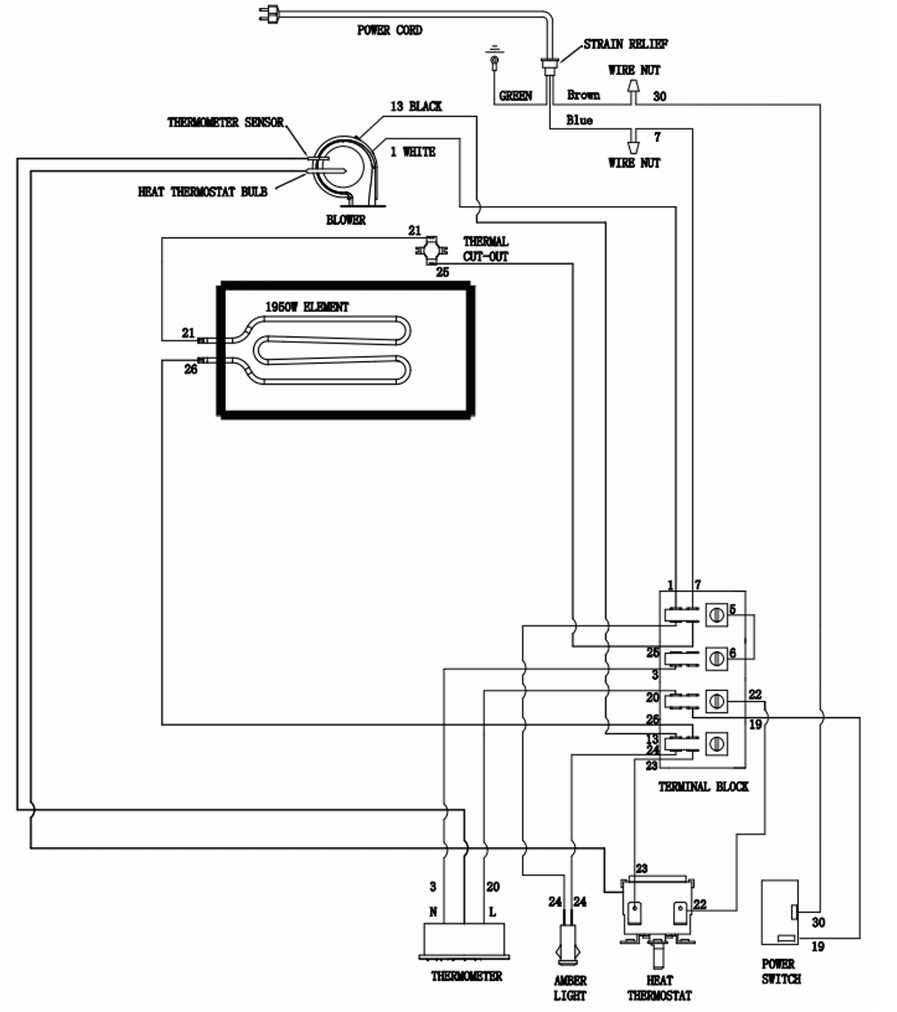 POWER CORD
STRAIN RELIEF
WIRE NUT
GREEN
Brown
30
13 BLACK
Blue
THERMOMETER SENSOR
7
1 WHITE
WIRE NUT
HEAT THERMOSTAT BULB
BLOWER
21
THERMAL
CUT-OUT
25
1950W ELEMENT
21
26
1 7
5
25
6
3
20
22
26
19
13
24
23
TERMINAL BLOCK
23
3
20
24
24
22
N
L
30
19
THERMOMETER
AMBER
LIGHT
HEAT
THERMOSTAT
POWER
SWITCH